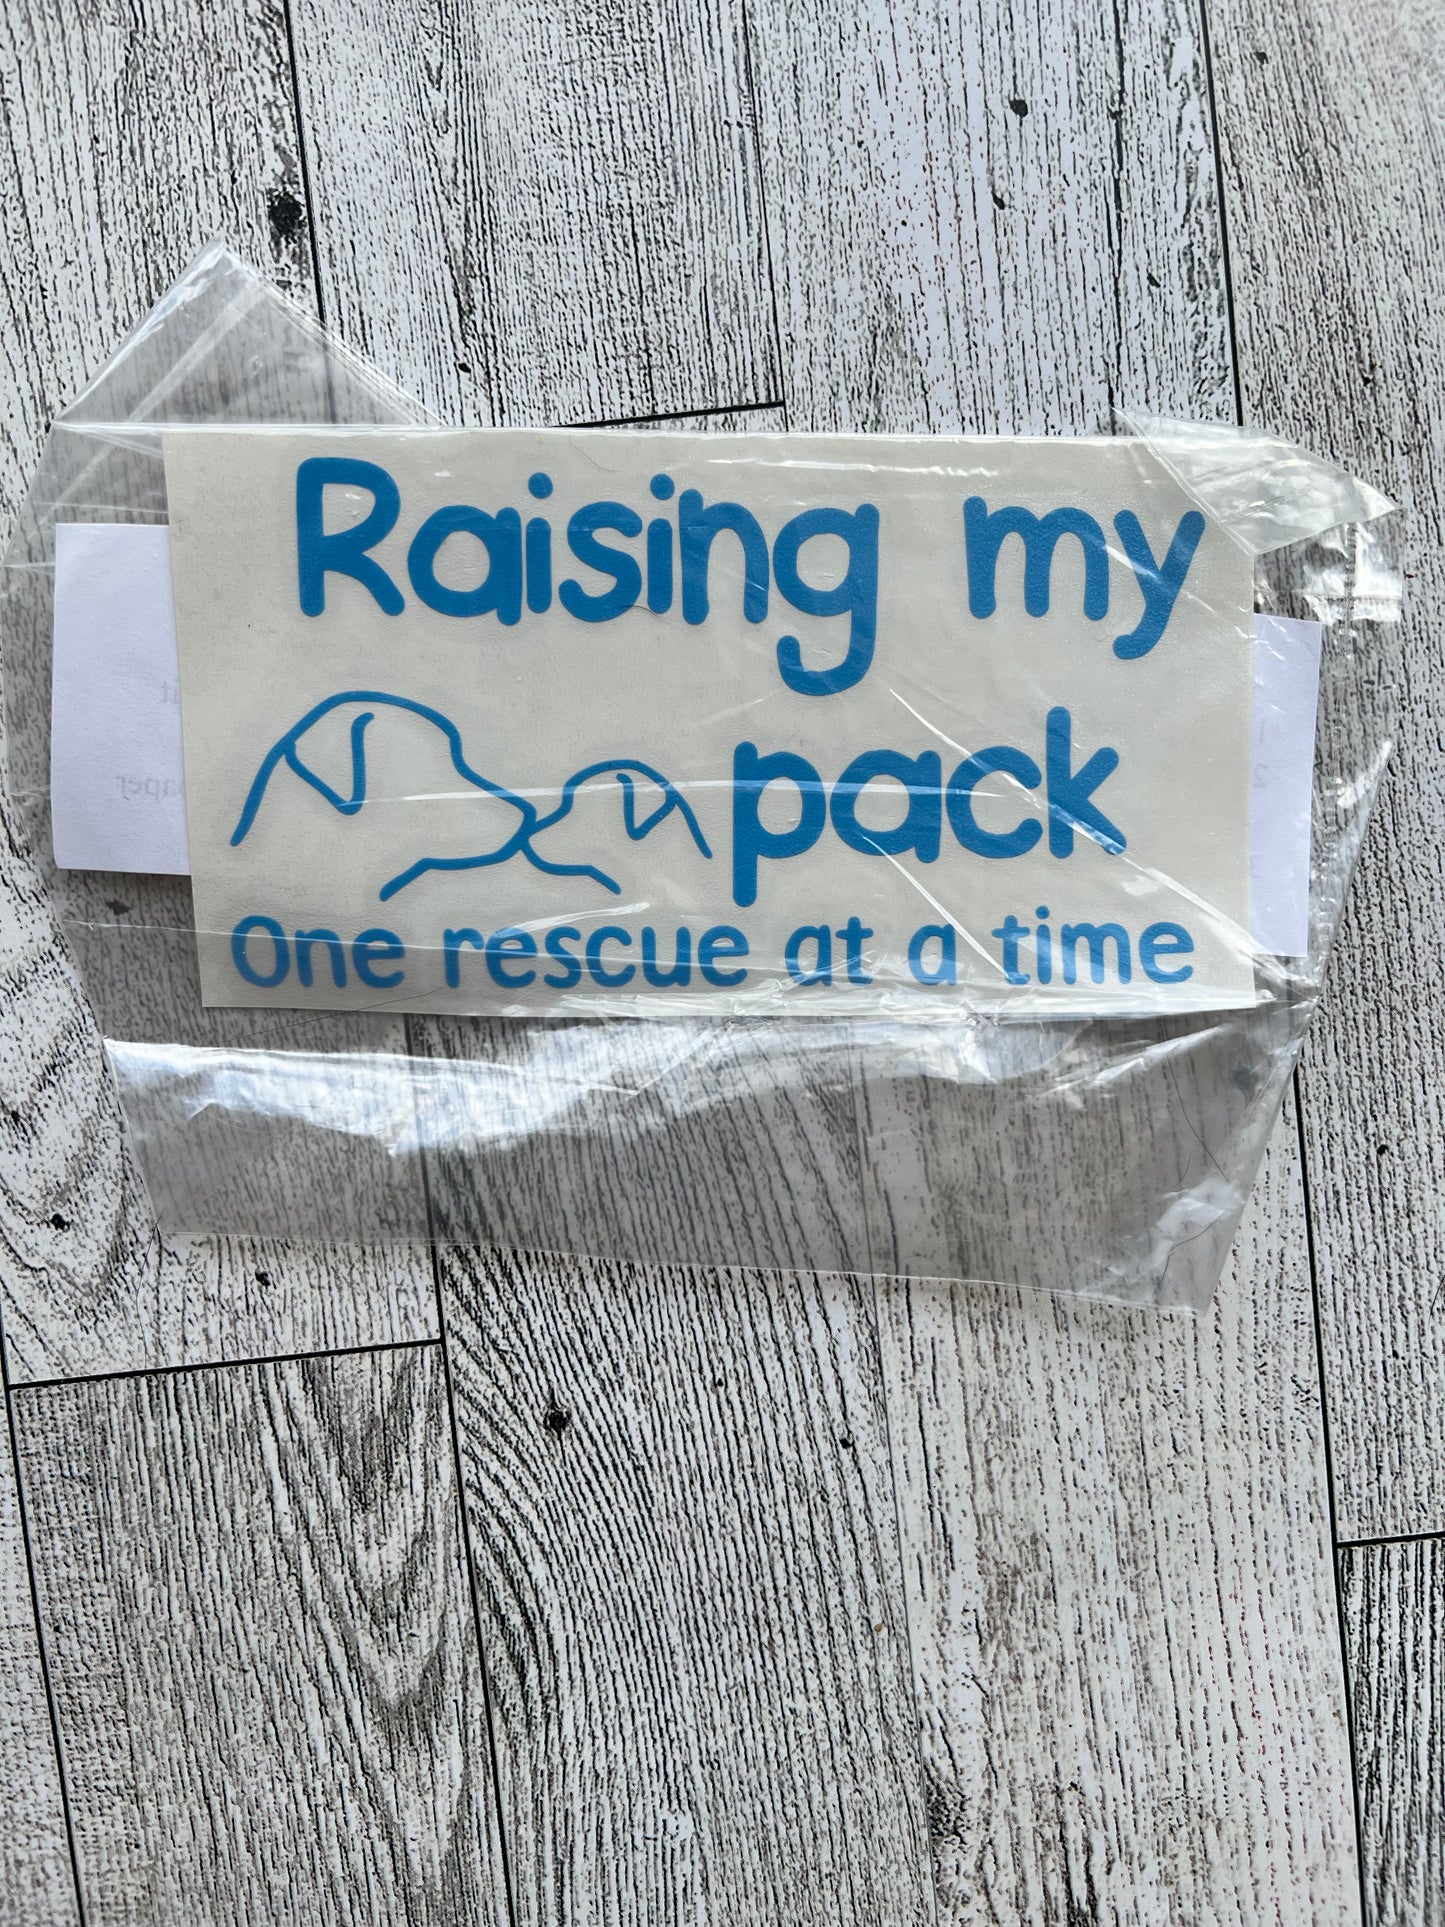 Raising my
pack
One rescue at a time